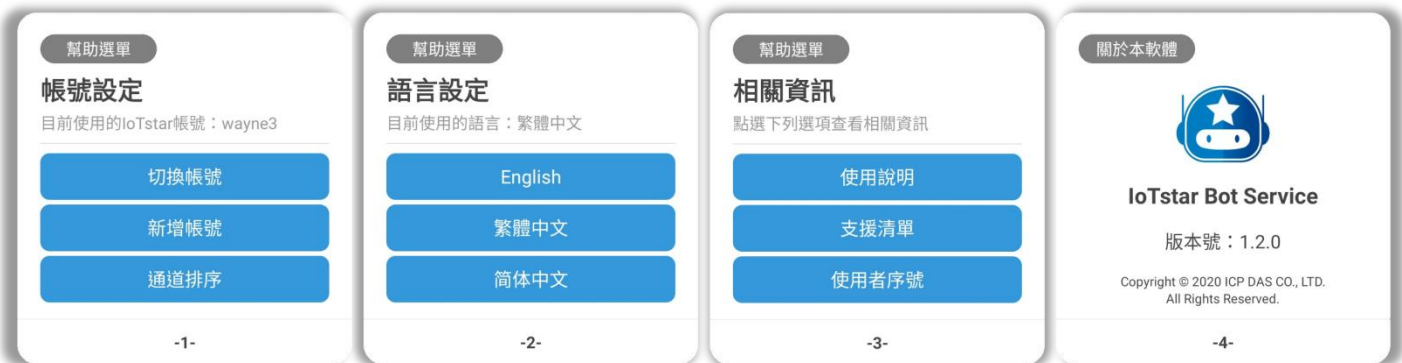 幫助選單
帳號設定
目前使用的IoTstar帳號：wayne3
切換帳號
新增帳號
通道排序
-1-
幫助選單
語言設定
目前使用的語言：繁體中文
English
繁體中文
简体中文
-2-
幫助選單
相關資訊
點選下列選項查看相關資訊
使用說明
支援清單
使用者序號
-3-
關於本軟體
IoTstar Bot Service
版本號：1.2.0
Copyright © 2020 ICP DAS CO., LTD.
All Rights Reserved.
-4-